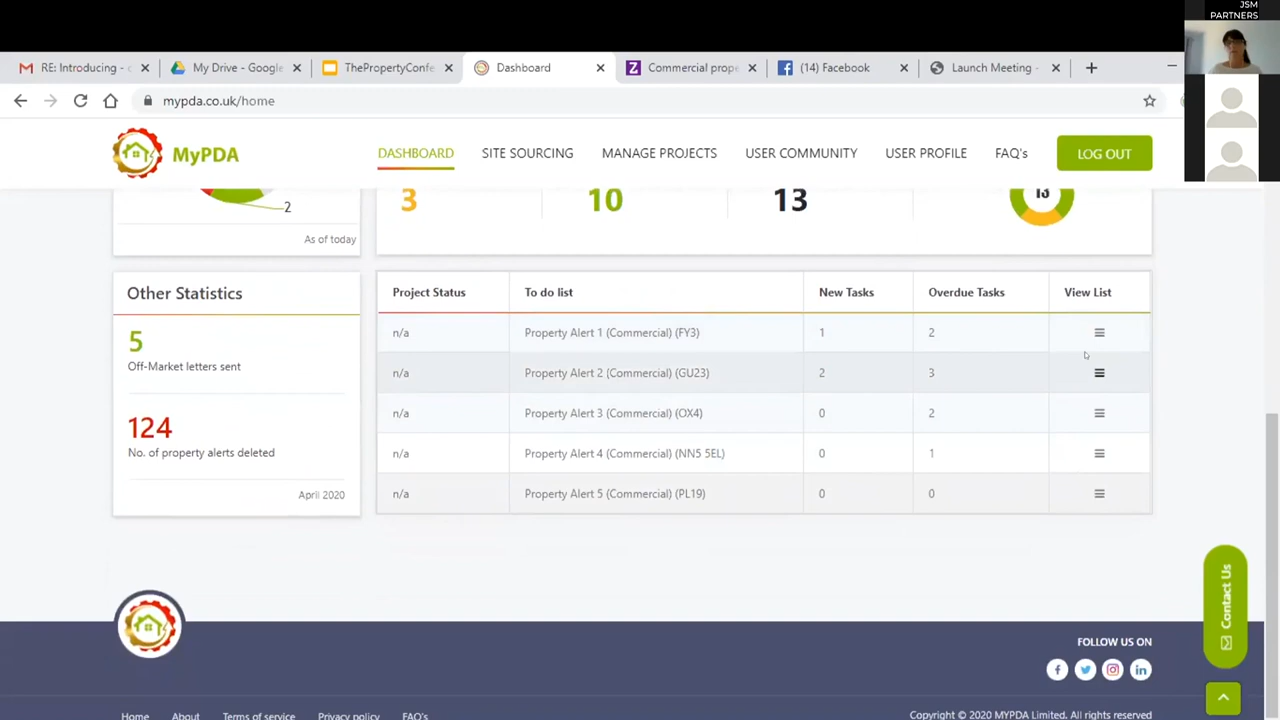 JSM
PARTNERS
RE: Introducing - c
My Drive - Google
ThePropertyConfe
Dashboard
Commercial prope
(14) Facebook
Launch Meeting -
mypda.co.uk/home
MyPDA
DASHBOARD
SITE SOURCING
MANAGE PROJECTS
USER COMMUNITY
USER PROFILE
FAQ's
LOG OUT
2
As of today
3
10
13
13
Other Statistics
5
Off-Market letters sent
124
No. of property alerts deleted
April 2020
Project Status To do list New Tasks Overdue Tasks View List
n/a Property Alert 1 (Commercial) (FY3) 1 2
n/a Property Alert 2 (Commercial) (GU23) 2 3
n/a Property Alert 3 (Commercial) (OX4) 0 2
n/a Property Alert 4 (Commercial) (NN5 5EL) 0 1
n/a Property Alert 5 (Commercial) (PL19) 0 0
Contact Us
FOLLOW US ON
Home About Terms of service Privacy policy FAQ's
Copyright © 2020 MYPDA Limited. All rights reserved